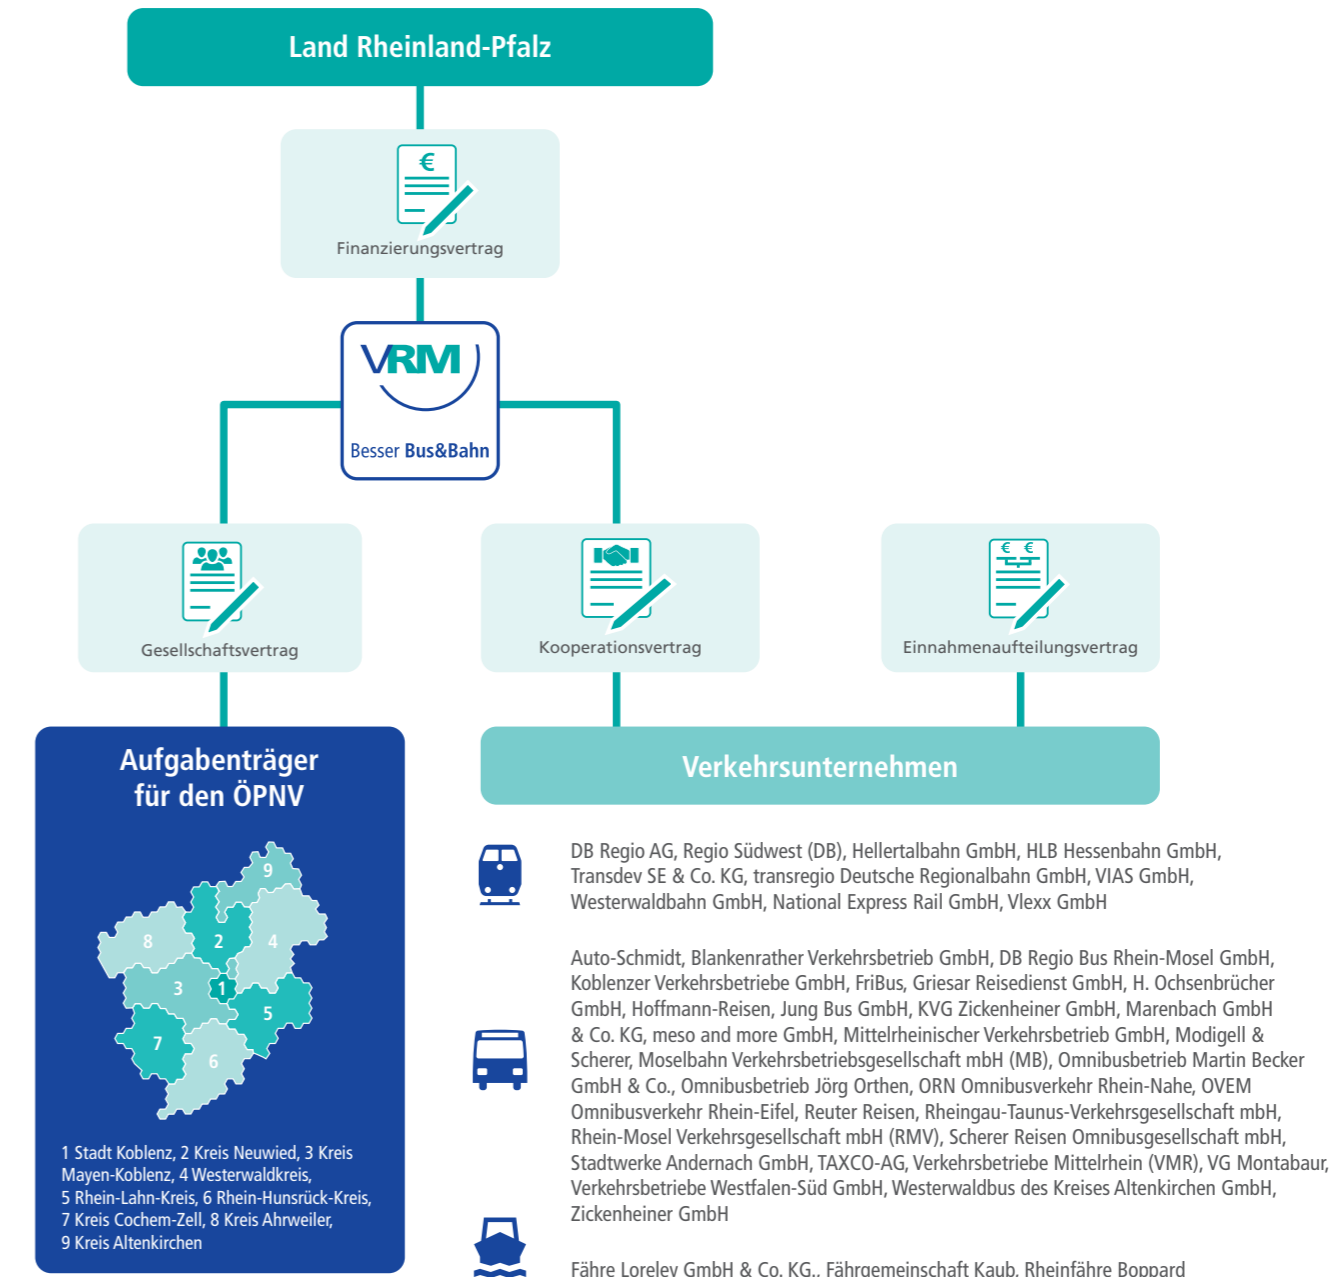 Land Rheinland-Pfalz
€
Finanzierungsvertrag
VRM
Besser Bus&Bahn
Gesellschaftsvertrag
Kooperationsvertrag
€ €
Einnahmenaufteilungsvertrag
Aufgabenträger
für den ÖPNV
9
8
2
4
3
1
5
7
6
1 Stadt Koblenz, 2 Kreis Neuwied, 3 Kreis
Mayen-Koblenz, 4 Westerwaldkreis,
5 Rhein-Lahn-Kreis, 6 Rhein-Hunsrück-Kreis,
7 Kreis Cochem-Zell, 8 Kreis Ahrweiler,
9 Kreis Altenkirchen
Verkehrsunternehmen
DB Regio AG, Regio Südwest (DB), Hellertalbahn GmbH, HLB Hessenbahn GmbH,
Transdev SE & Co. KG, transregio Deutsche Regionalbahn GmbH, VIAS GmbH,
Westerwaldbahn GmbH, National Express Rail GmbH, Vlexx GmbH
Auto-Schmidt, Blankenrather Verkehrsbetrieb GmbH, DB Regio Bus Rhein-Mosel GmbH,
Koblenzer Verkehrsbetriebe GmbH, FriBus, Griesar Reisedienst GmbH, H. Ochsenbrücher
GmbH, Hoffmann-Reisen, Jung Bus GmbH, KVG Zickenheiner GmbH, Marenbach GmbH
& Co. KG, meso and more GmbH, Mittelrheinischer Verkehrsbetrieb GmbH, Modigell &
Scherer, Moselbahn Verkehrsbetriebsgesellschaft mbH (MB), Omnibusbetrieb Martin Becker
GmbH & Co., Omnibusbetrieb Jörg Orthen, ORN Omnibusverkehr Rhein-Nahe, OVEM
Omnibusverkehr Rhein-Eifel, Reuter Reisen, Rheingau-Taunus-Verkehrsgesellschaft mbH,
Rhein-Mosel Verkehrsgesellschaft mbH (RMV), Scherer Reisen Omnibusgesellschaft mbH,
Stadtwerke Andernach GmbH, TAXCO-AG, Verkehrsbetriebe Mittelrhein (VMR), VG Montabaur,
Verkehrsbetriebe Westfalen-Süd GmbH, Westerwaldbus des Kreises Altenkirchen GmbH,
Zickenheiner GmbH
Fähre Loreley GmbH & Co. KG., Fährgemeinschaft Kaub, Rheinfähre Boppard